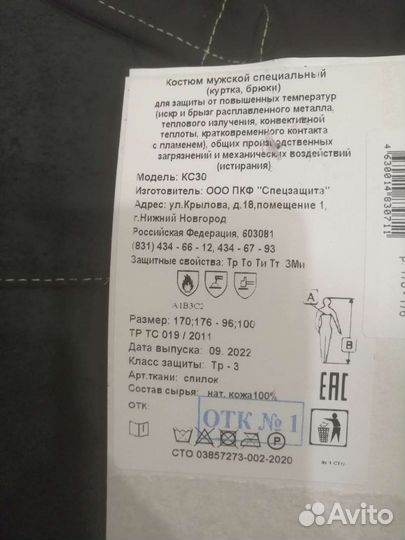 Костюм мужской специальный
(куртка, брюки)
для защиты от повышенных температур
(искр и брызг расплавленного металла,
теплового излучения, конвективной
теплоты, кратковременного контакта
с пламенем), общих производственных
загрязнений и механических воздействий
(истирания)
Модель: КС30
Изготовитель: ООО ПКФ "Спецзащита"
Адрес: ул.Крылова, д.18,помещение 1,
г.Нижний Новгород
Российская Федерация, 603081
(831) 434 - 66 - 12, 434 - 67 - 93
Защитные свойства: Тр То Ти Тт ЗМи
A1B3C2
Размер: 170;176 - 96;100
ТР ТС 019 / 2011
Дата выпуска 09. 2022
Класс защиты: Тр - 3
Арт.ткани: спилок
Состав сырья: нат. кожа100%
ОТК:
ОТК № 1
СТО 03857273-002-2020
A
B
EAC
4630014830711
Avito